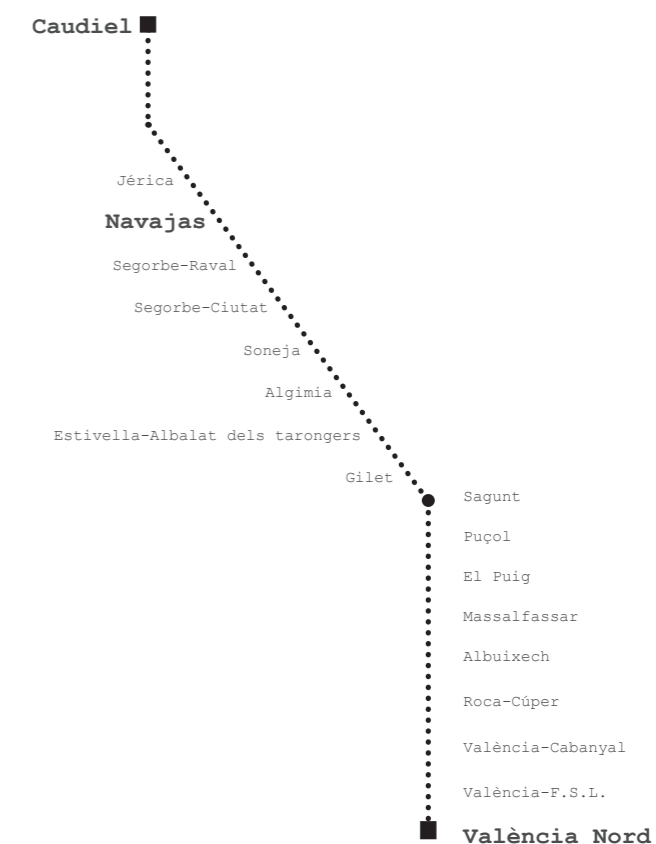 Caudiel
Jérica
Navajas
Segorbe-Raval
Segorbe-Ciutat
Soneja
Algimia
Estivella-Albalat dels tarongers
Gilet
Sagunt
Puçol
El Puig
Massalfassar
Albuixech
Roca-Cúper
València-Cabanyal
València-F.S.L.
València Nord